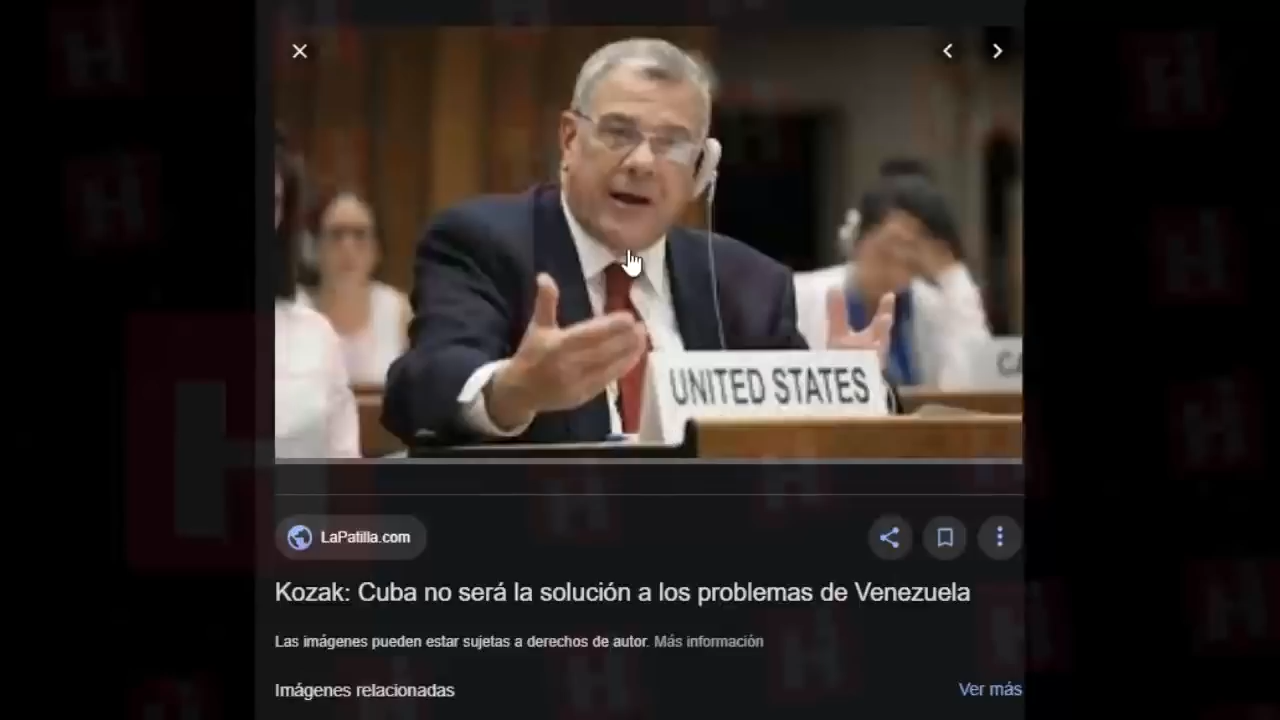 UNITED STATES
CA
LaPatilla.com
Kozak: Cuba no será la solución a los problemas de Venezuela
Las imágenes pueden estar sujetas a derechos de autor. Más información
Imágenes relacionadas
Ver más